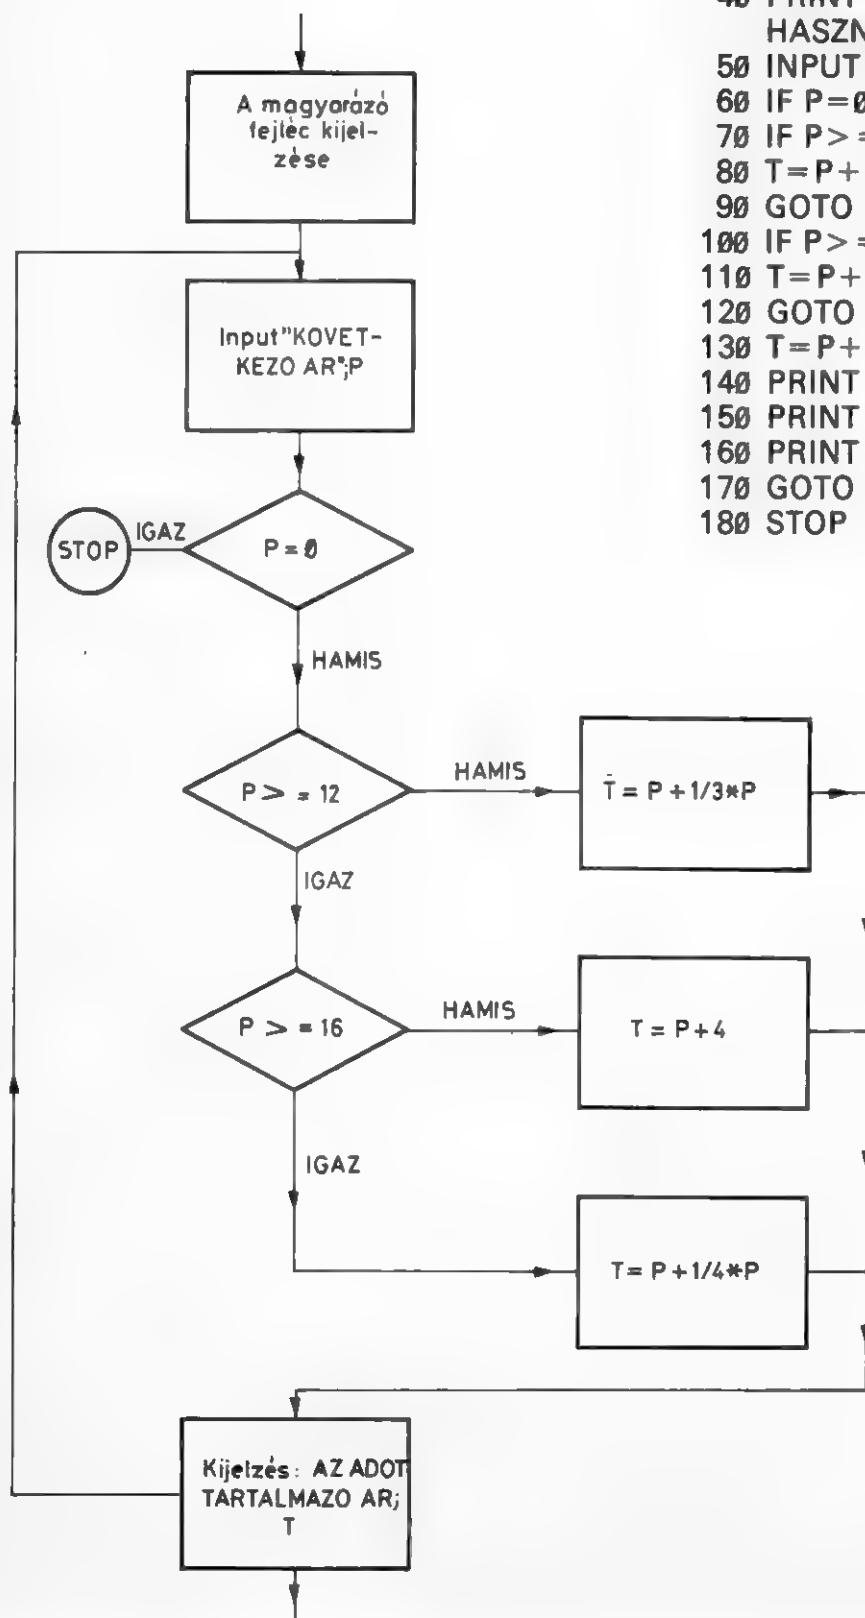 A magyarázó
fejléc kijel-
zése
Input"KOVET-
KEZO AR";P
STOP
IGAZ
P = 0
HAMIS
P > = 12
HAMIS
T = P + 1/3*P
IGAZ
P > = 16
HAMIS
T = P + 4
IGAZ
T = P + 1/4*P
Kijelzés: AZ ADOT
TARTALMAZO AR;
T
40 PRINT
HASZN
50 INPUT
60 IF P=0
70 IF P> =
80 T=P+
90 GOTO
100 IF P> =
110 T=P+
120 GOTO
130 T=P+
140 PRINT
150 PRINT
160 PRINT
170 GOTO
180 STOP